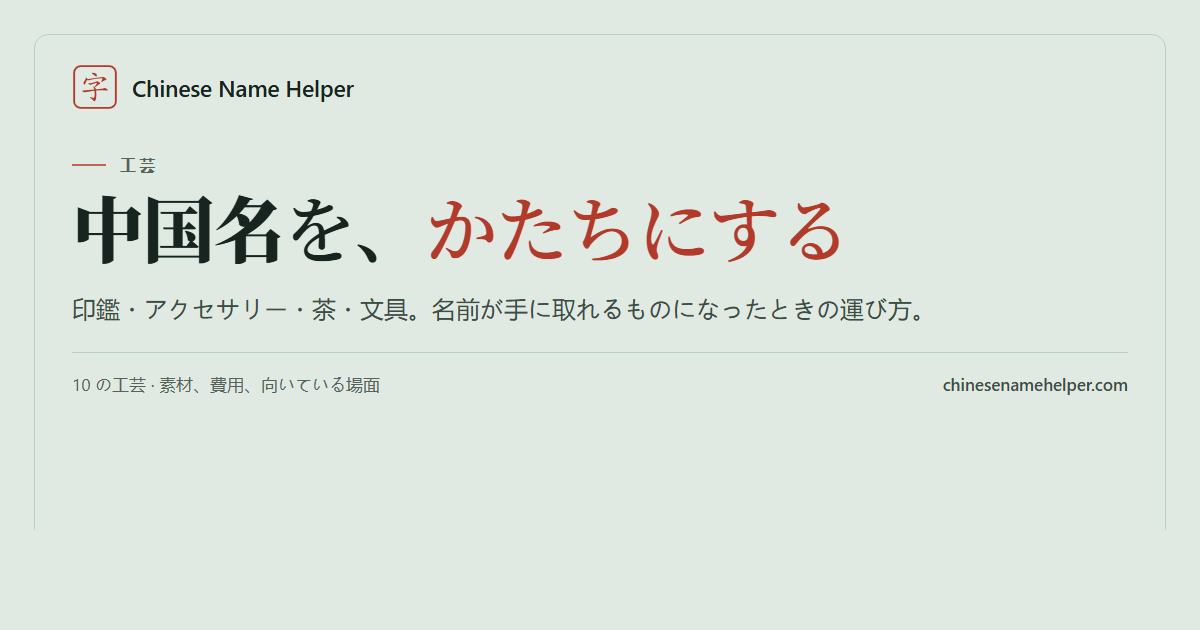 字 Chinese Name Helper
工芸
中国名を、かたちにする
印鑑・アクセサリー・茶・文具。名前が手に取れるものになったときの運び方。
10 の工芸 · 素材、費用、向いている場面
chinesenamehelper.com